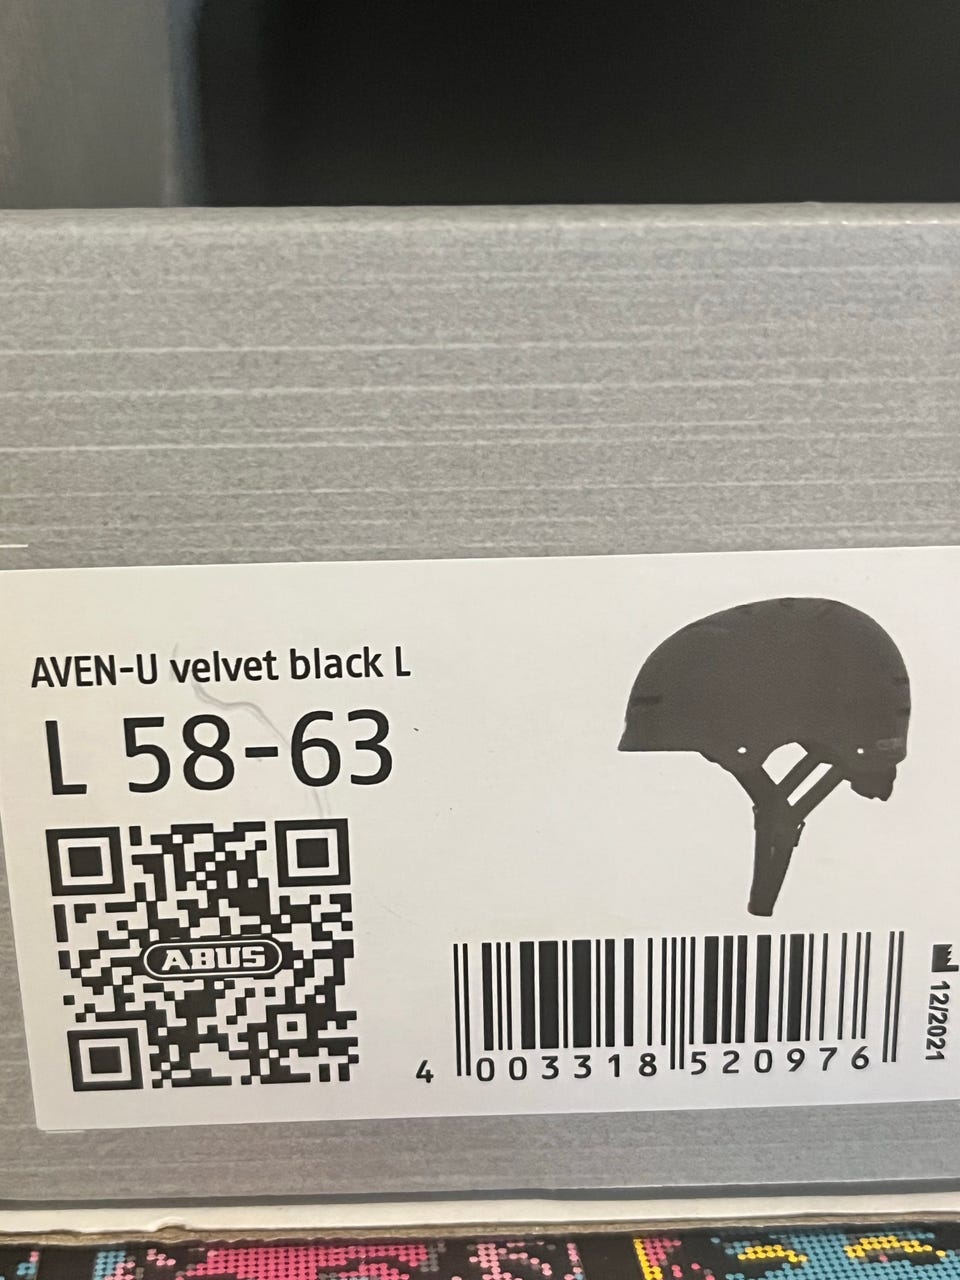 AVEN-U velvet black L
L 58-63
ABUS
4 003318 520976
12/2021